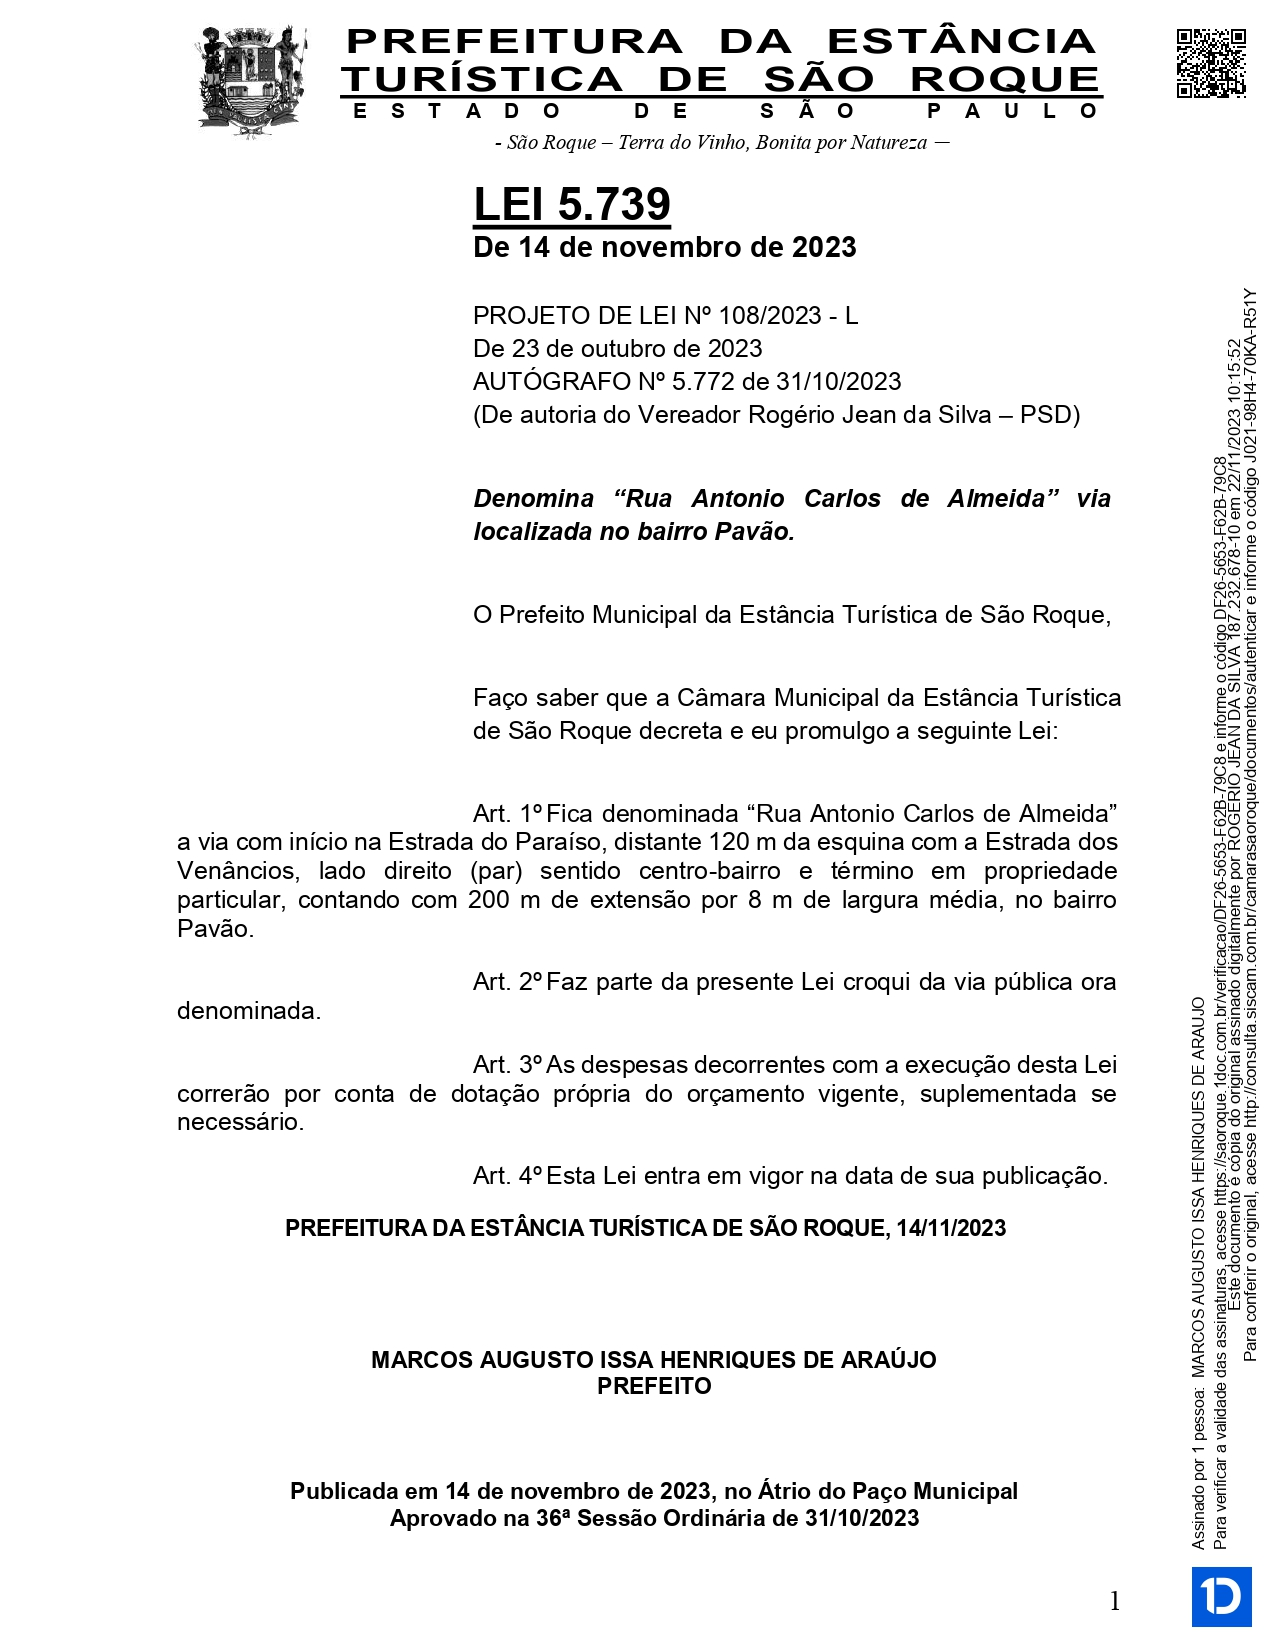 PREFEITURA DA ESTÂNCIA
TURÍSTICA DE SÃO ROQUE
ESTADO DE SÃO PAULO
- São Roque – Terra do Vinho, Bonita por Natureza —
LEI 5.739
De 14 de novembro de 2023
PROJETO DE LEI Nº 108/2023 - L
De 23 de outubro de 2023
AUTÓGRAFO Nº 5.772 de 31/10/2023
(De autoria do Vereador Rogério Jean da Silva – PSD)
Denomina “Rua Antonio Carlos de Almeida” via
localizada no bairro Pavão.
O Prefeito Municipal da Estância Turística de São Roque,
Faço saber que a Câmara Municipal da Estância Turística
de São Roque decreta e eu promulgo a seguinte Lei:
Art. 1º Fica denominada “Rua Antonio Carlos de Almeida”
a via com início na Estrada do Paraíso, distante 120 m da esquina com a Estrada dos
Venâncios, lado direito (par) sentido centro-bairro e término em propriedade
particular, contando com 200 m de extensão por 8 m de largura média, no bairro
Pavão.
Art. 2º Faz parte da presente Lei croqui da via pública ora
denominada.
Art. 3º As despesas decorrentes com a execução desta Lei
correrão por conta de dotação própria do orçamento vigente, suplementada se
necessário.
Art. 4º Esta Lei entra em vigor na data de sua publicação.
PREFEITURA DA ESTÂNCIA TURÍSTICA DE SÃO ROQUE, 14/11/2023
MARCOS AUGUSTO ISSA HENRIQUES DE ARAÚJO
PREFEITO
Publicada em 14 de novembro de 2023, no Átrio do Paço Municipal
Aprovado na 36ª Sessão Ordinária de 31/10/2023
1
Assinado por 1 pessoa: MARCOS AUGUSTO ISSA HENRIQUES DE ARAUJO
Para verificar a validade das assinaturas, acesse https://saoroque.1doc.com.br/verificacao/DF26-5653-F62B-79C8 e informe o código DF26-5653-F62B-79C8
Este documento é cópia do original assinado digitalmente por ROGERIO JEAN DA SILVA 187.232.678-10 em 22/11/2023 10:15:52
Para conferir o original, acesse http://consulta.siscam.com.br/camarasaoroque/documentos/autenticar e informe o código J021-98H4-70KA-R51Y
1D